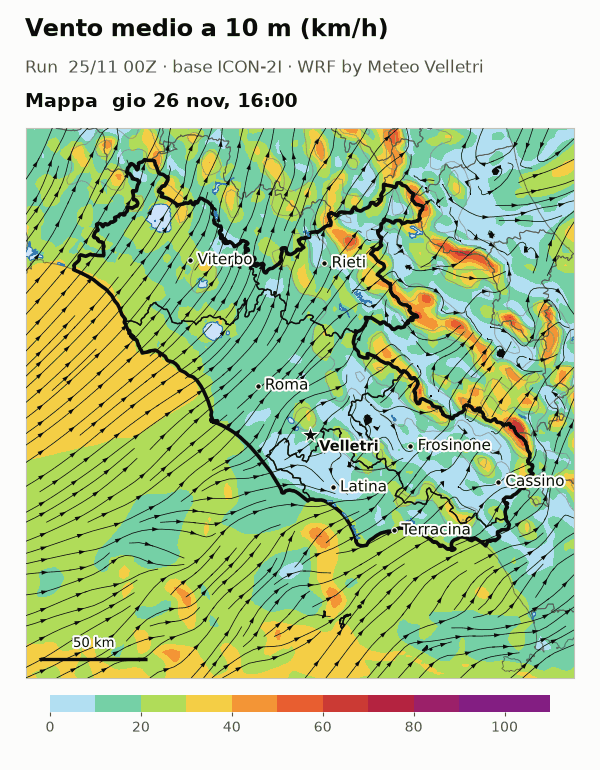 Vento medio a 10 m (km/h)
Run 25/11 00Z · base ICON-2I · WRF by Meteo Velletri
Mappa gio 26 nov, 16:00
Viterbo
Rieti
Roma
Velletri
Frosinone
Latina
Cassino
Terracina
50 km
0 20 40 60 80 100